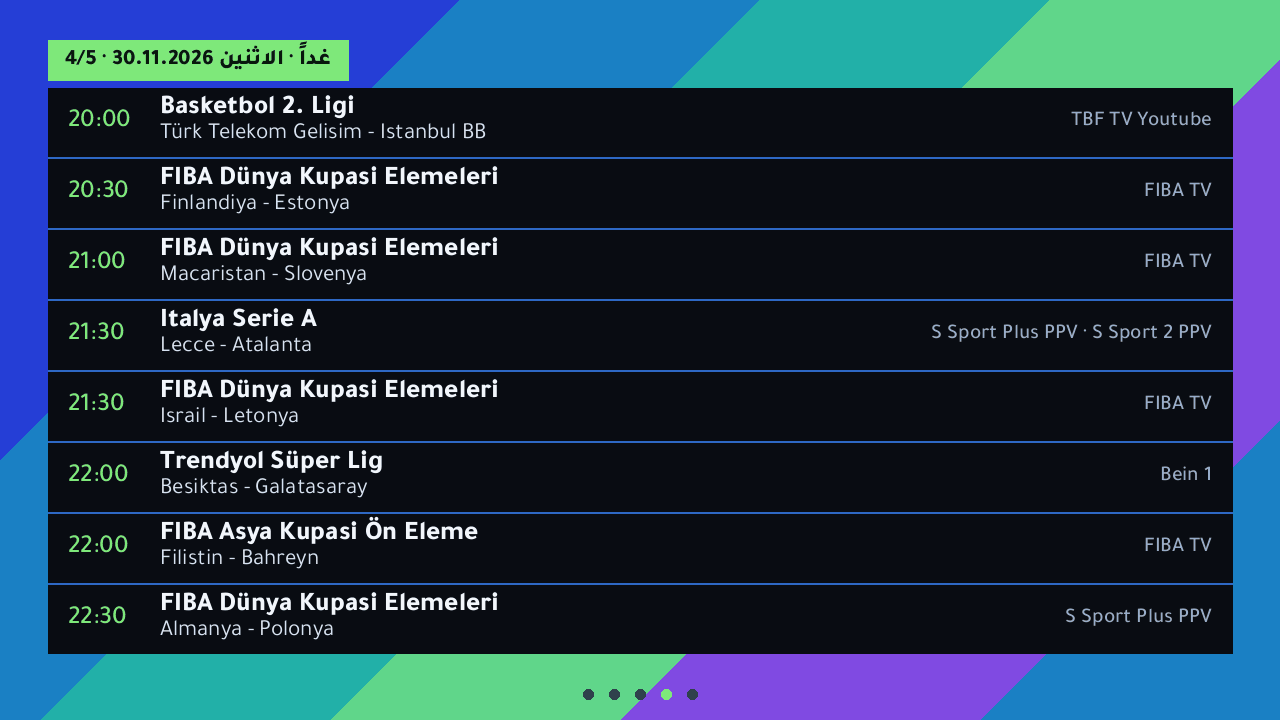 غداً · الاثنين 30.11.2026 · 4/5
20:00 Basketbol 2. Ligi TBF TV Youtube
Türk Telekom Gelisim - Istanbul BB
20:30 FIBA Dünya Kupasi Elemeleri FIBA TV
Finlandiya - Estonya
21:00 FIBA Dünya Kupasi Elemeleri FIBA TV
Macaristan - Slovenya
21:30 Italya Serie A S Sport Plus PPV · S Sport 2 PPV
Lecce - Atalanta
21:30 FIBA Dünya Kupasi Elemeleri FIBA TV
Israil - Letonya
22:00 Trendyol Süper Lig Bein 1
Besiktas - Galatasaray
22:00 FIBA Asya Kupasi Ön Eleme FIBA TV
Filistin - Bahreyn
22:30 FIBA Dünya Kupasi Elemeleri S Sport Plus PPV
Almanya - Polonya